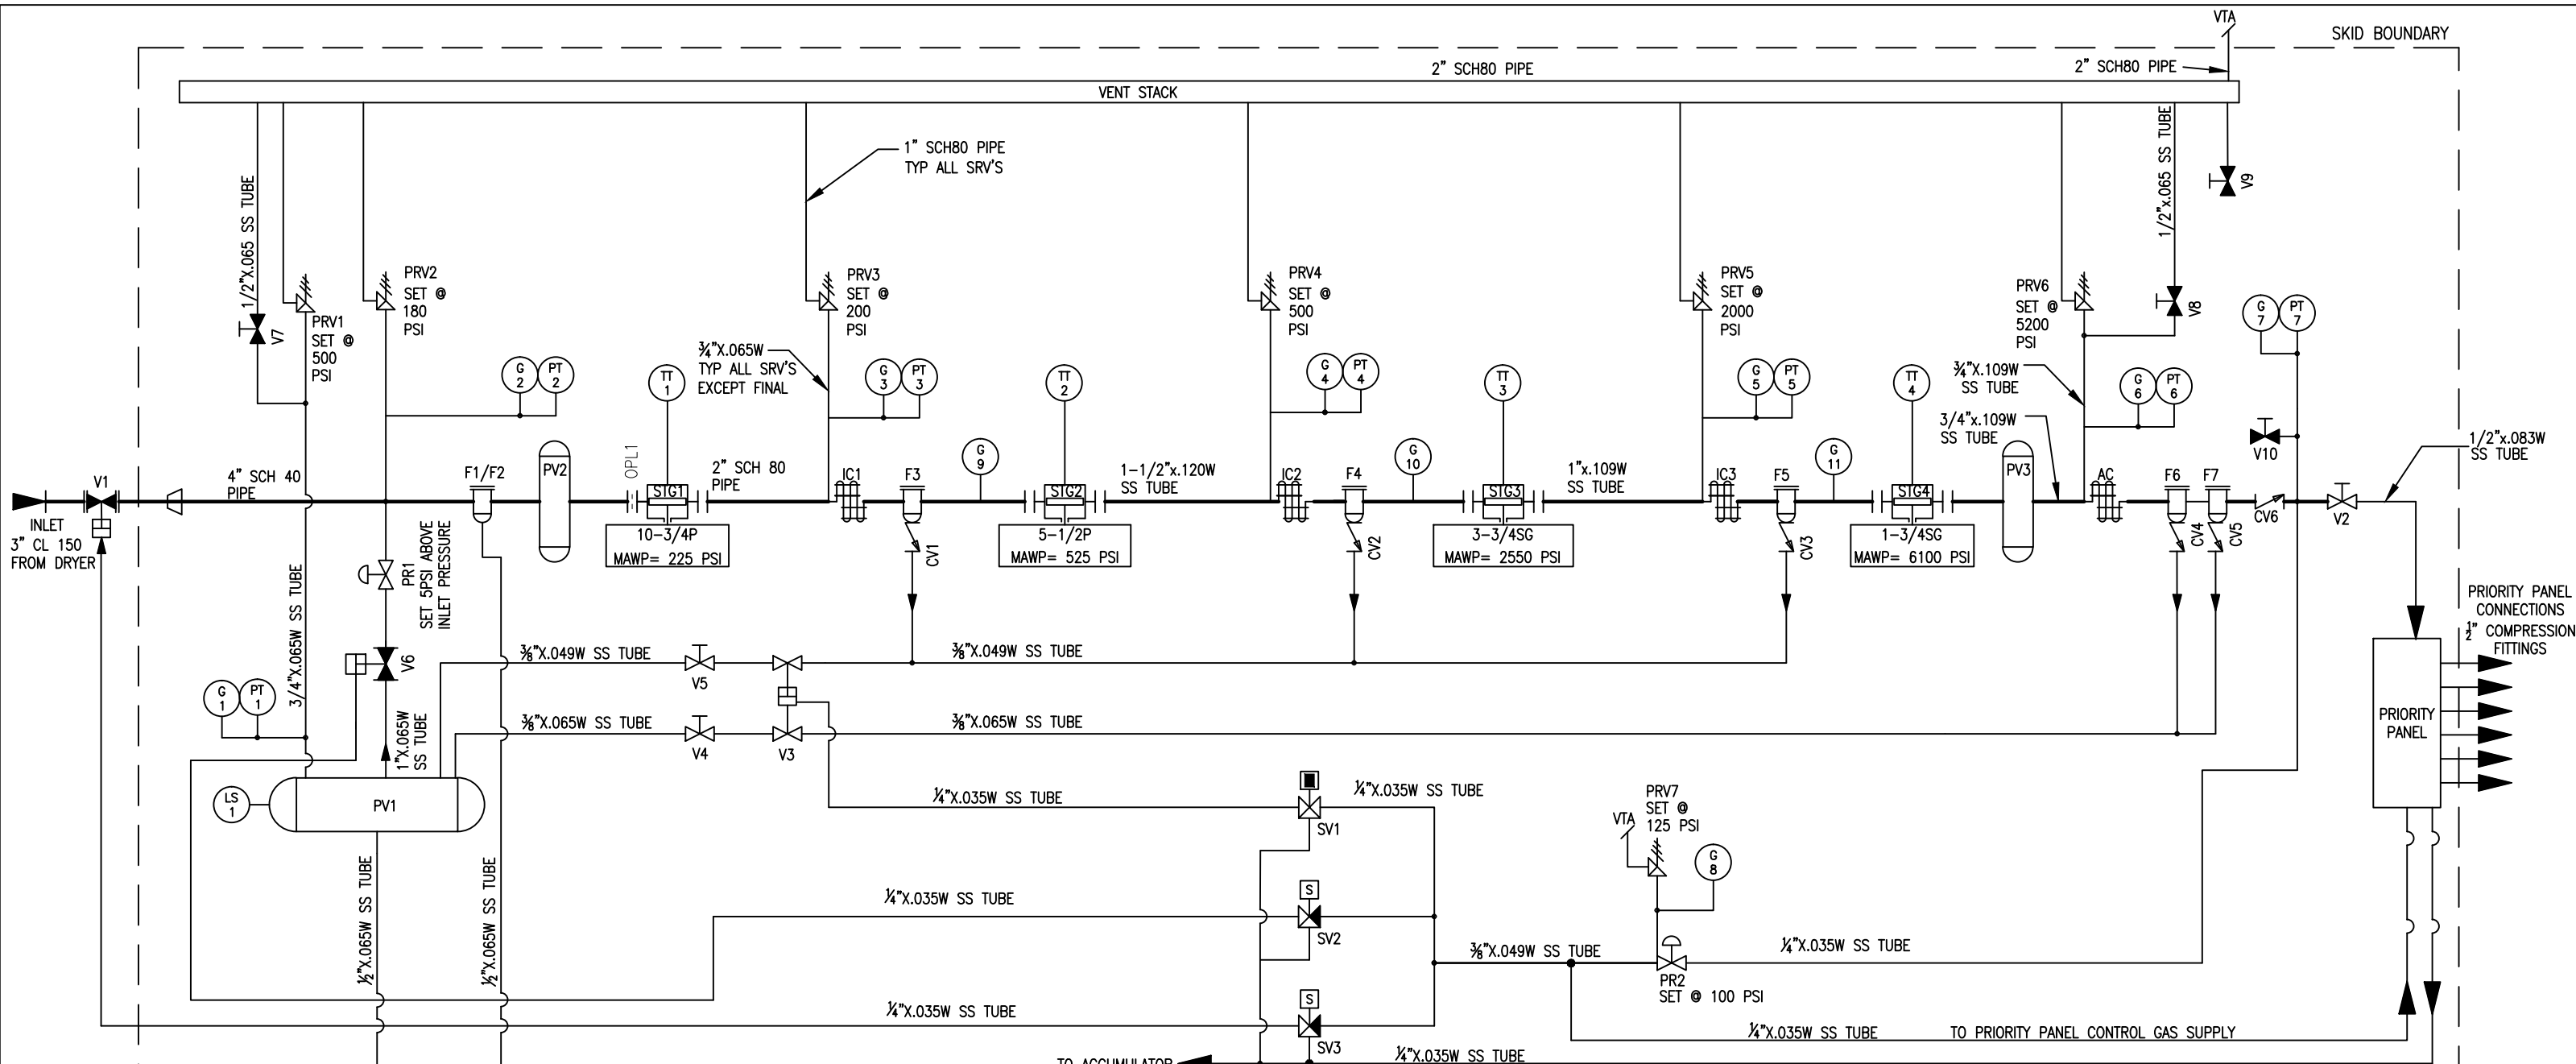 VTA
SKID BOUNDARY
2" SCH80 PIPE
2" SCH80 PIPE
VENT STACK
1/2"X.065 SS TUBE
1" SCH80 PIPE
TYP ALL SRV'S
1/2"x.065 SS TUBE
V9
V7
PRV1
SET @
500
PSI
PRV2
SET @
180
PSI
PRV3
SET @
200
PSI
PRV4
SET @
500
PSI
PRV5
SET @
2000
PSI
PRV6
SET @
5200
PSI
V8
G
7
PT
7
¾"X.065W
TYP ALL SRV'S
EXCEPT FINAL
G
2
PT
2
TT
1
G
3
PT
3
TT
2
G
4
PT
4
TT
3
G
5
PT
5
TT
4
¾"X.109W
SS TUBE
G
6
PT
6
3/4"x.109W
SS TUBE
V10
1/2"x.083W
SS TUBE
V1
4" SCH 40
PIPE
F1/F2
PV2
OPL1
STG1
2" SCH 80
PIPE
IC1
F3
G
9
STG2
1-1/2"x.120W
SS TUBE
IC2
F4
G
10
STG3
1"x.109W
SS TUBE
IC3
F5
G
11
STG4
PV3
AC
F6
F7
CV6
V2
INLET
3" CL 150
FROM DRYER
10-3/4P
MAWP= 225 PSI
5-1/2P
MAWP= 525 PSI
3-3/4SG
MAWP= 2550 PSI
1-3/4SG
MAWP= 6100 PSI
CV1
CV2
CV3
CV4
CV5
PR1
SET 5PSI ABOVE
INLET PRESSURE
3/4"X.065W SS TUBE
V6
PRIORITY PANEL
CONNECTIONS
½" COMPRESSION
FITTINGS
⅜"X.049W SS TUBE
V5
⅜"X.049W SS TUBE
G
1
PT
1
1"X.065W
SS TUBE
⅜"X.065W SS TUBE
V4
V3
⅜"X.065W SS TUBE
PRIORITY
PANEL
LS
1
PV1
¼"X.035W SS TUBE
SV1
¼"X.035W SS TUBE
PRV7
SET @
125 PSI
VTA
G
8
½"X.065W SS TUBE
½"X.065W SS TUBE
¼"X.035W SS TUBE
S
SV2
⅜"X.049W SS TUBE
¼"X.035W SS TUBE
PR2
SET @ 100 PSI
¼"X.035W SS TUBE
S
SV3
¼"X.035W SS TUBE
TO PRIORITY PANEL CONTROL GAS SUPPLY
TO ACCUMULATOR
¼"X.035W SS TUBE